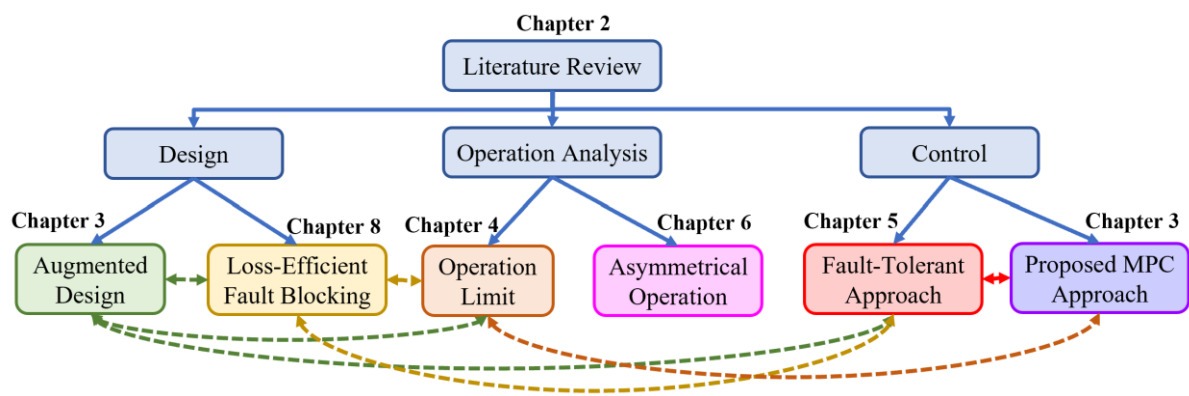 Chapter 2
Literature Review
Design
Operation Analysis
Control
Chapter 3
Augmented
Design
Chapter 8
Loss-Efficient
Fault Blocking
Chapter 4
Operation
Limit
Chapter 6
Asymmetrical
Operation
Chapter 5
Fault-Tolerant
Approach
Chapter 3
Proposed MPC
Approach